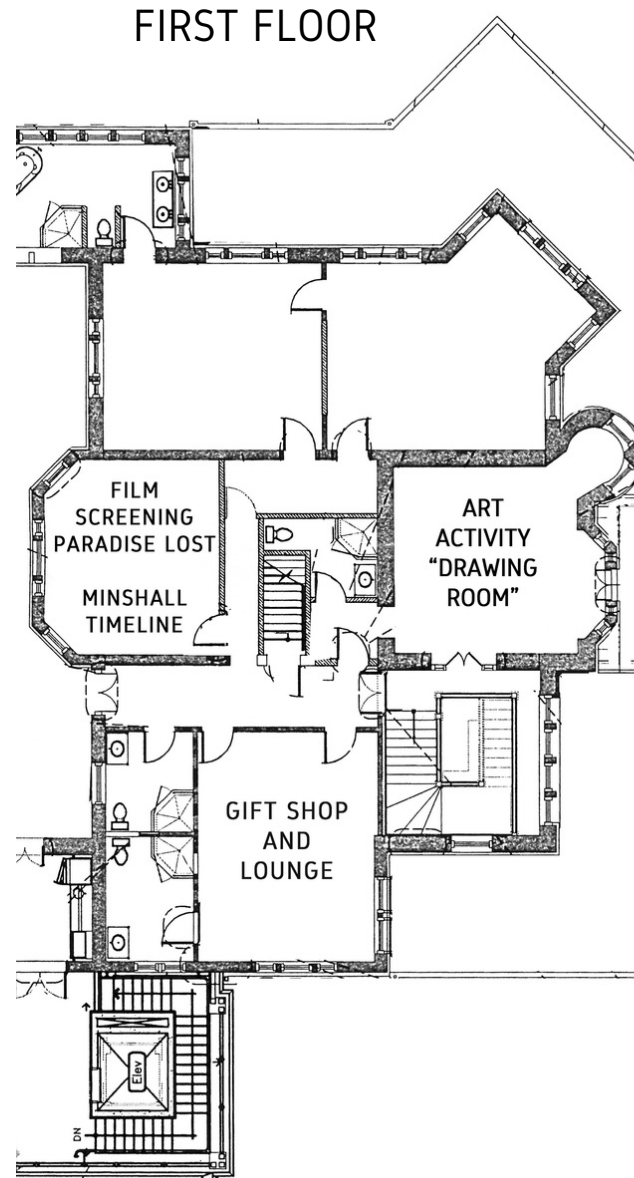 FIRST FLOOR
FILM
SCREENING
PARADISE LOST
MINSHALL
TIMELINE
ART
ACTIVITY
“DRAWING
ROOM”
GIFT SHOP
AND
LOUNGE
Elev
DN